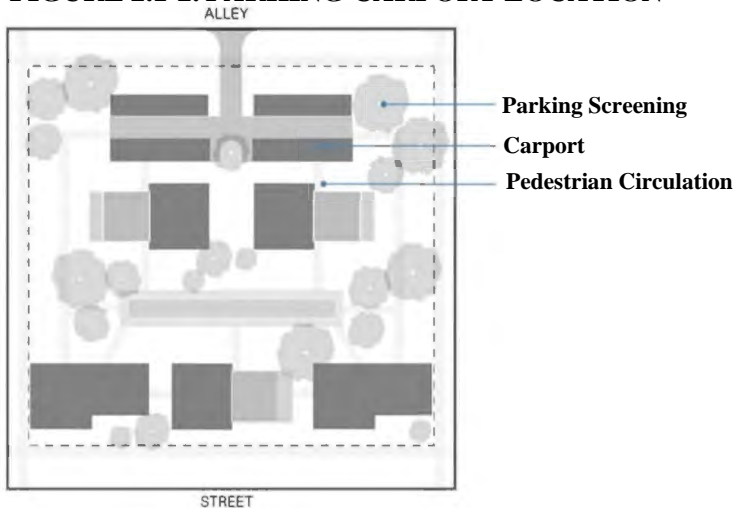 ALLEY
Parking Screening
Carport
Pedestrian Circulation
STREET